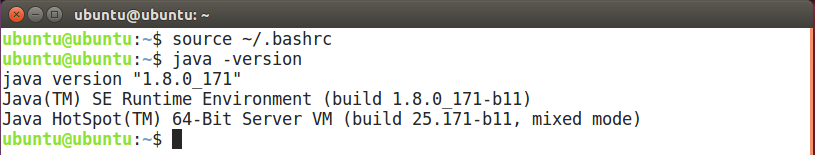 ubuntu@ubuntu: ~
ubuntu@ubuntu:~$ source ~/.bashrc
ubuntu@ubuntu:~$ java -version
java version "1.8.0_171"
Java(TM) SE Runtime Environment (build 1.8.0_171-b11)
Java HotSpot(TM) 64-Bit Server VM (build 25.171-b11, mixed mode)
ubuntu@ubuntu:~$